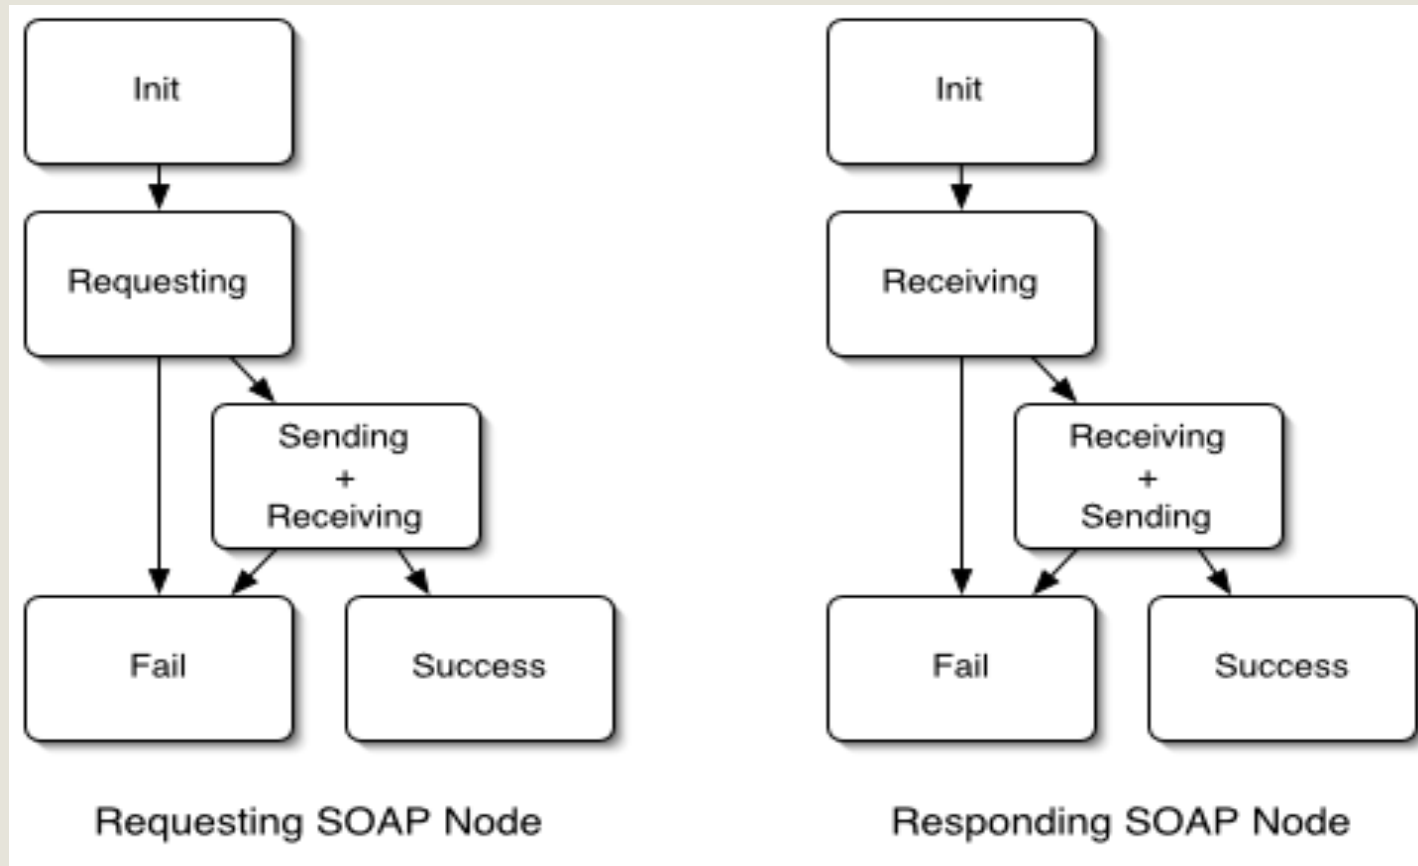 Init
Requesting
Sending
+
Receiving
Fail
Success
Requesting SOAP Node
Init
Receiving
Receiving
+
Sending
Fail
Success
Responding SOAP Node